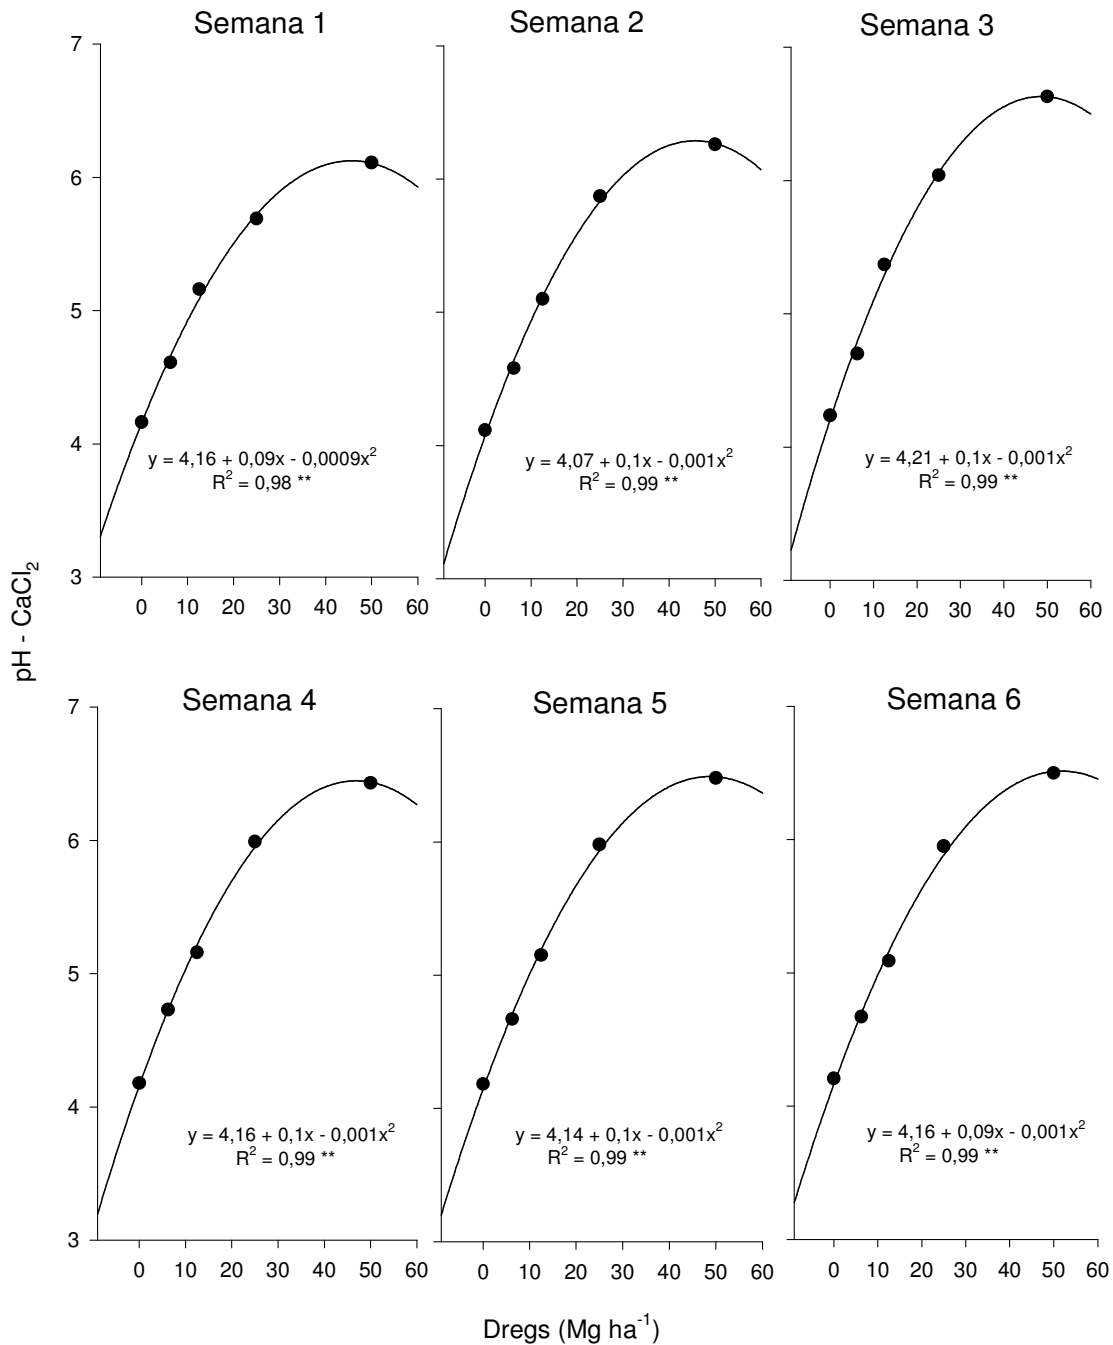 Semana 1
Semana 2
Semana 3
7
6
5
4
3
y = 4,16 + 0,09x - 0,0009x²
R² = 0,98 **
y = 4,07 + 0,1x - 0,001x²
R² = 0,99 **
y = 4,21 + 0,1x - 0,001x²
R² = 0,99 **
0 10 20 30 40 50 60
0 10 20 30 40 50 60
0 10 20 30 40 50 60
pH - CaCl₂
Semana 4
Semana 5
Semana 6
7
6
5
4
3
y = 4,16 + 0,1x - 0,001x²
R² = 0,99 **
y = 4,14 + 0,1x - 0,001x²
R² = 0,99 **
y = 4,16 + 0,09x - 0,001x²
R² = 0,99 **
0 10 20 30 40 50 60
0 10 20 30 40 50 60
0 10 20 30 40 50 60
Dregs (Mg ha⁻¹)